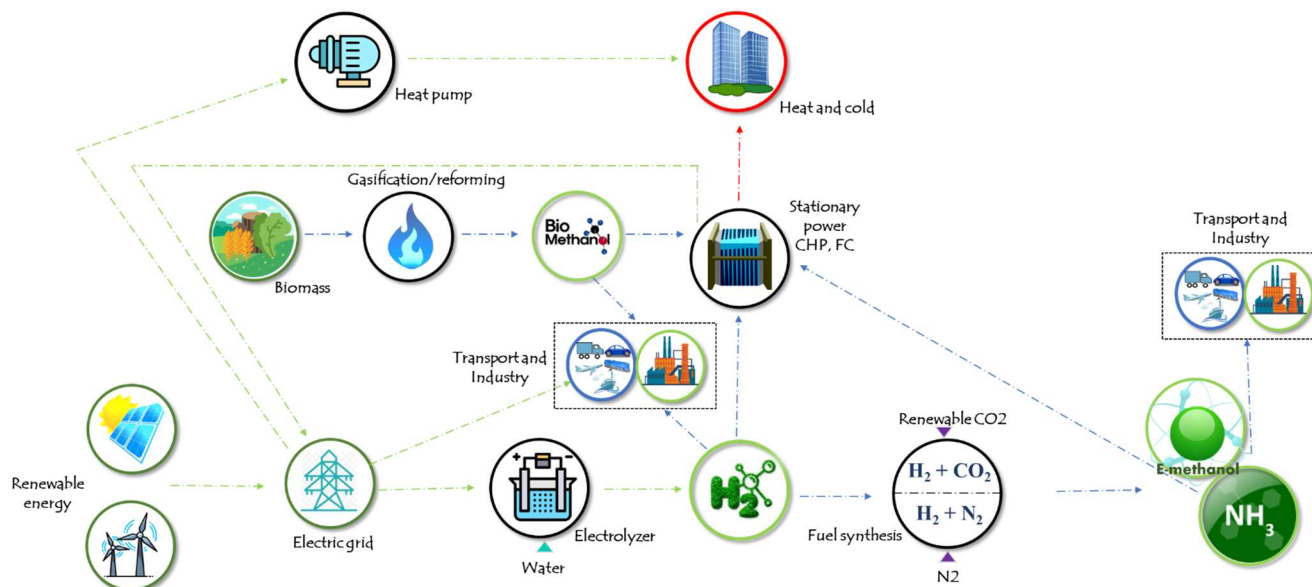 Heat pump
Heat and cold
Gasification/reforming
Bio
Methanol
Stationary
power
CHP, FC
Biomass
Transport and
Industry
Transport and
Industry
Renewable
energy
Electric grid
+ −
Electrolyzer
Water
H2
Renewable CO2
H₂ + CO₂
H₂ + N₂
Fuel synthesis
N2
E-methanol
NH₃